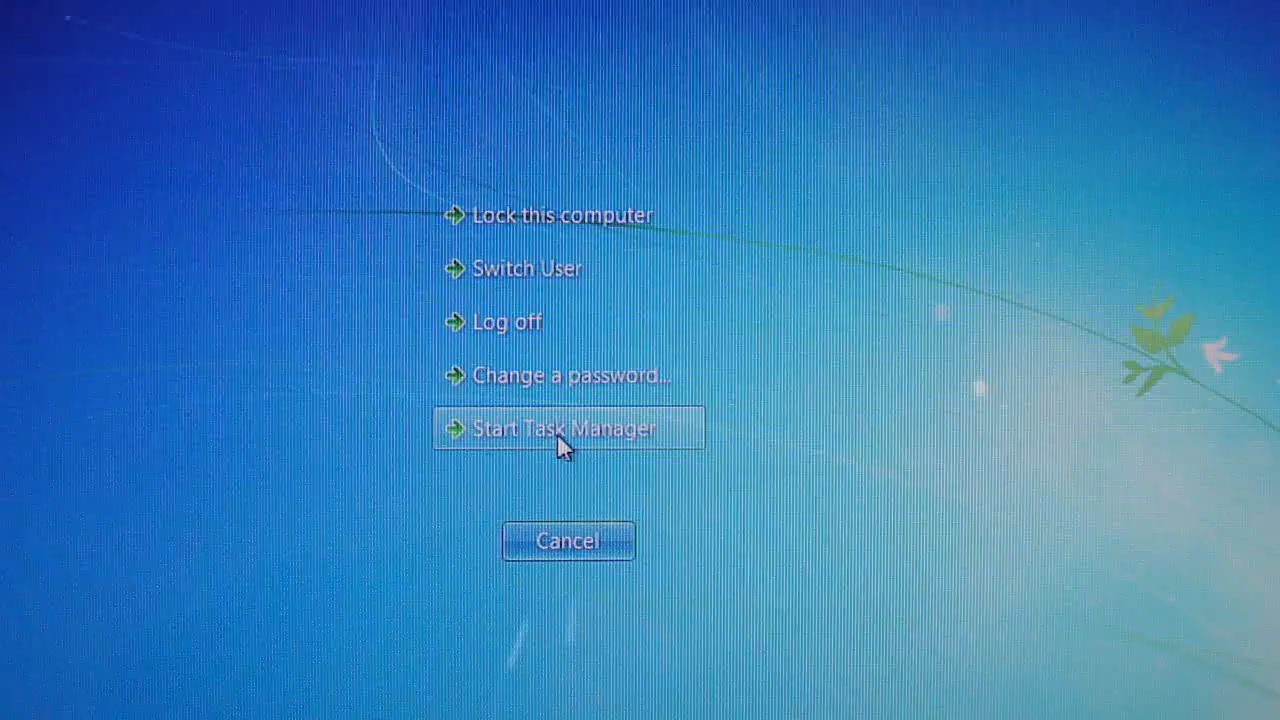 Lock this computer
Switch User
Log off
Change a password...
Start Task Manager
Cancel